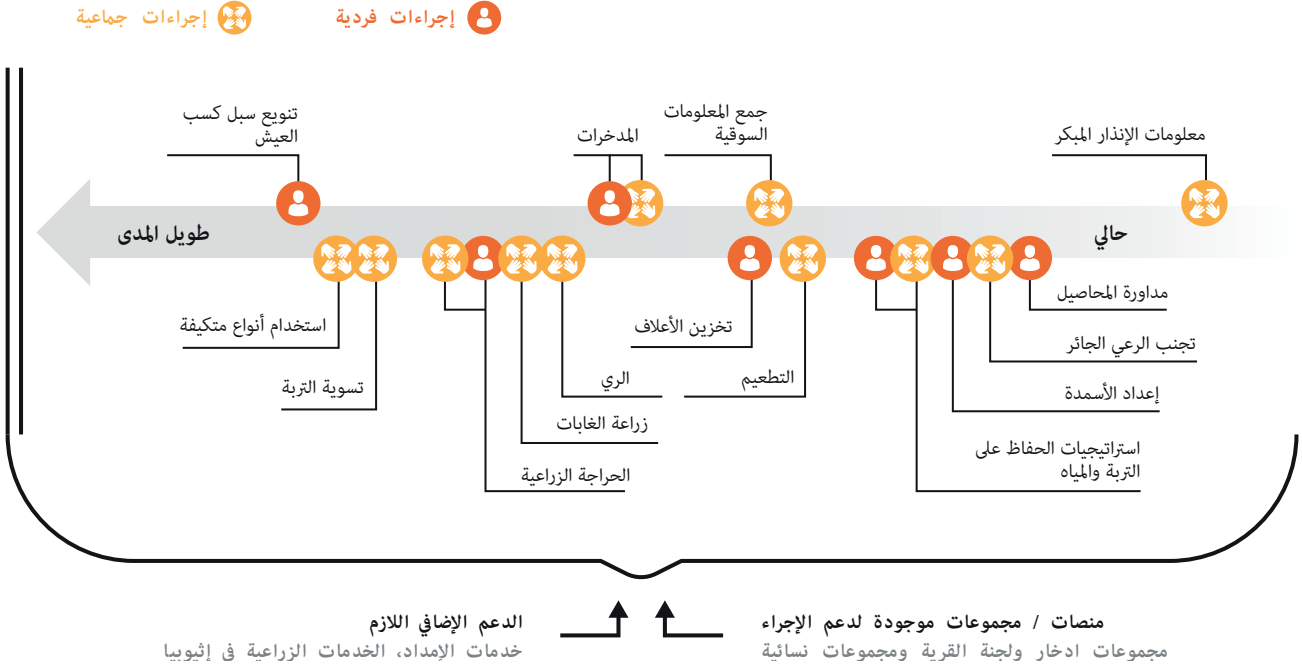 إجراءات فردية
إجراءات جماعية
معلومات الإنذار المبكر
جمع المعلومات
السوقية
المدخرات
تنويع سبل كسب
العيش
حالي
طويل المدى
مداورة المحاصيل
تجنب الرعي الجائر
إعداد الأسمدة
استراتيجيات الحفاظ على
التربة والمياه
التطعيم
تخزين الأعلاف
الري
زراعة الغابات
الحراجة الزراعية
تسوية التربة
استخدام أنواع متكيفة
منصات / مجموعات موجودة لدعم الإجراء
مجموعات ادخار ولجنة القرية ومجموعات نسائية
الدعم الإضافي اللازم
خدمات الإمداد، الخدمات الزراعية في إثيوبيا